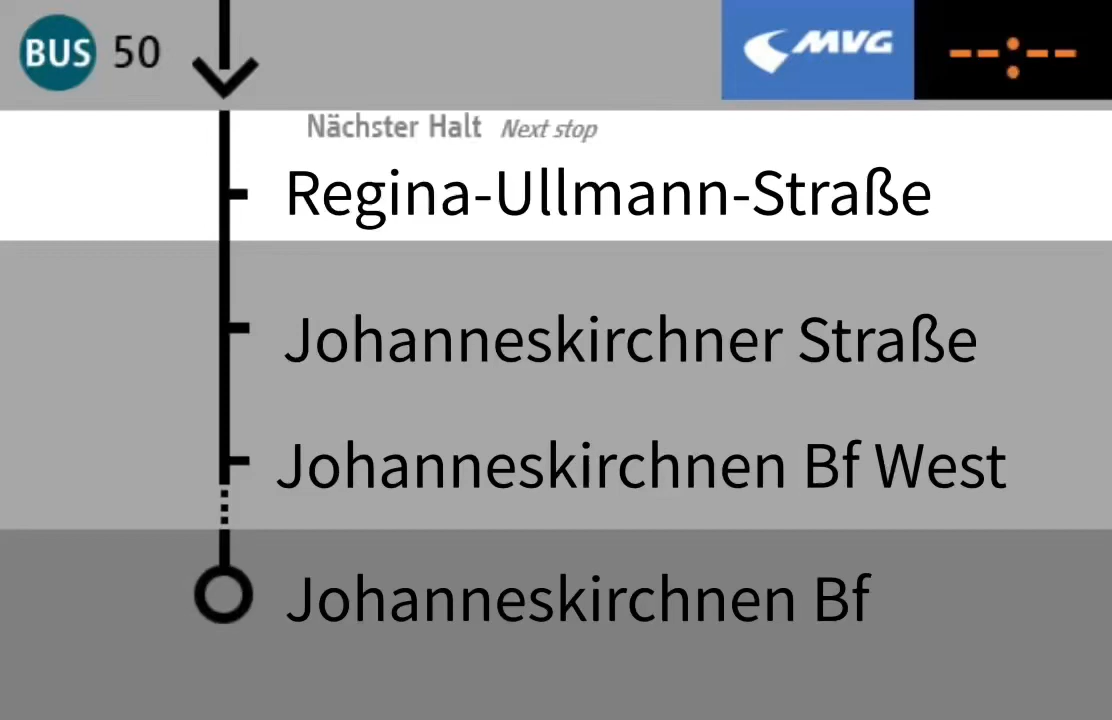 BUS 50
MVG
--:--
Nächster Halt Next stop
Regina-Ullmann-Straße
Johanneskirchner Straße
Johanneskirchnen Bf West
Johanneskirchnen Bf